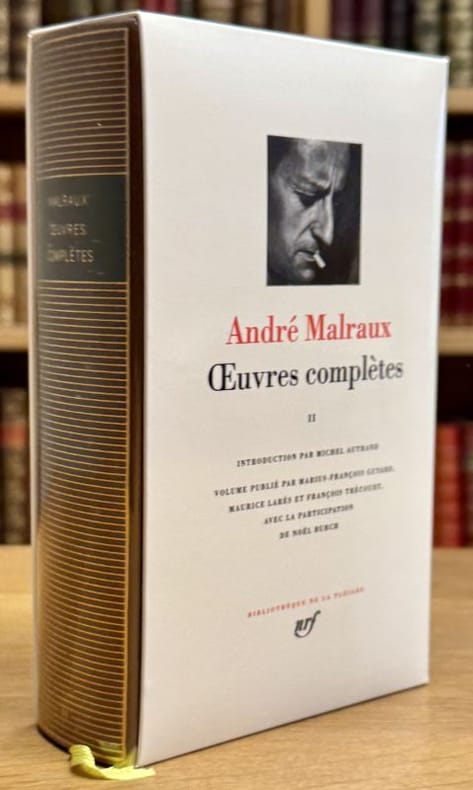 MALRAUX
ŒUVRES
COMPLÈTES
André Malraux
Œuvres complètes
II
INTRODUCTION PAR MICHEL AUTRAND
VOLUME PUBLIÉ PAR MARIUS-FRANÇOIS GUYARD,
MAURICE LARÈS ET FRANÇOIS TRÉCOURT,
AVEC LA PARTICIPATION
DE NOËL BURCH
BIBLIOTHÈQUE DE LA PLÉIADE
nrf